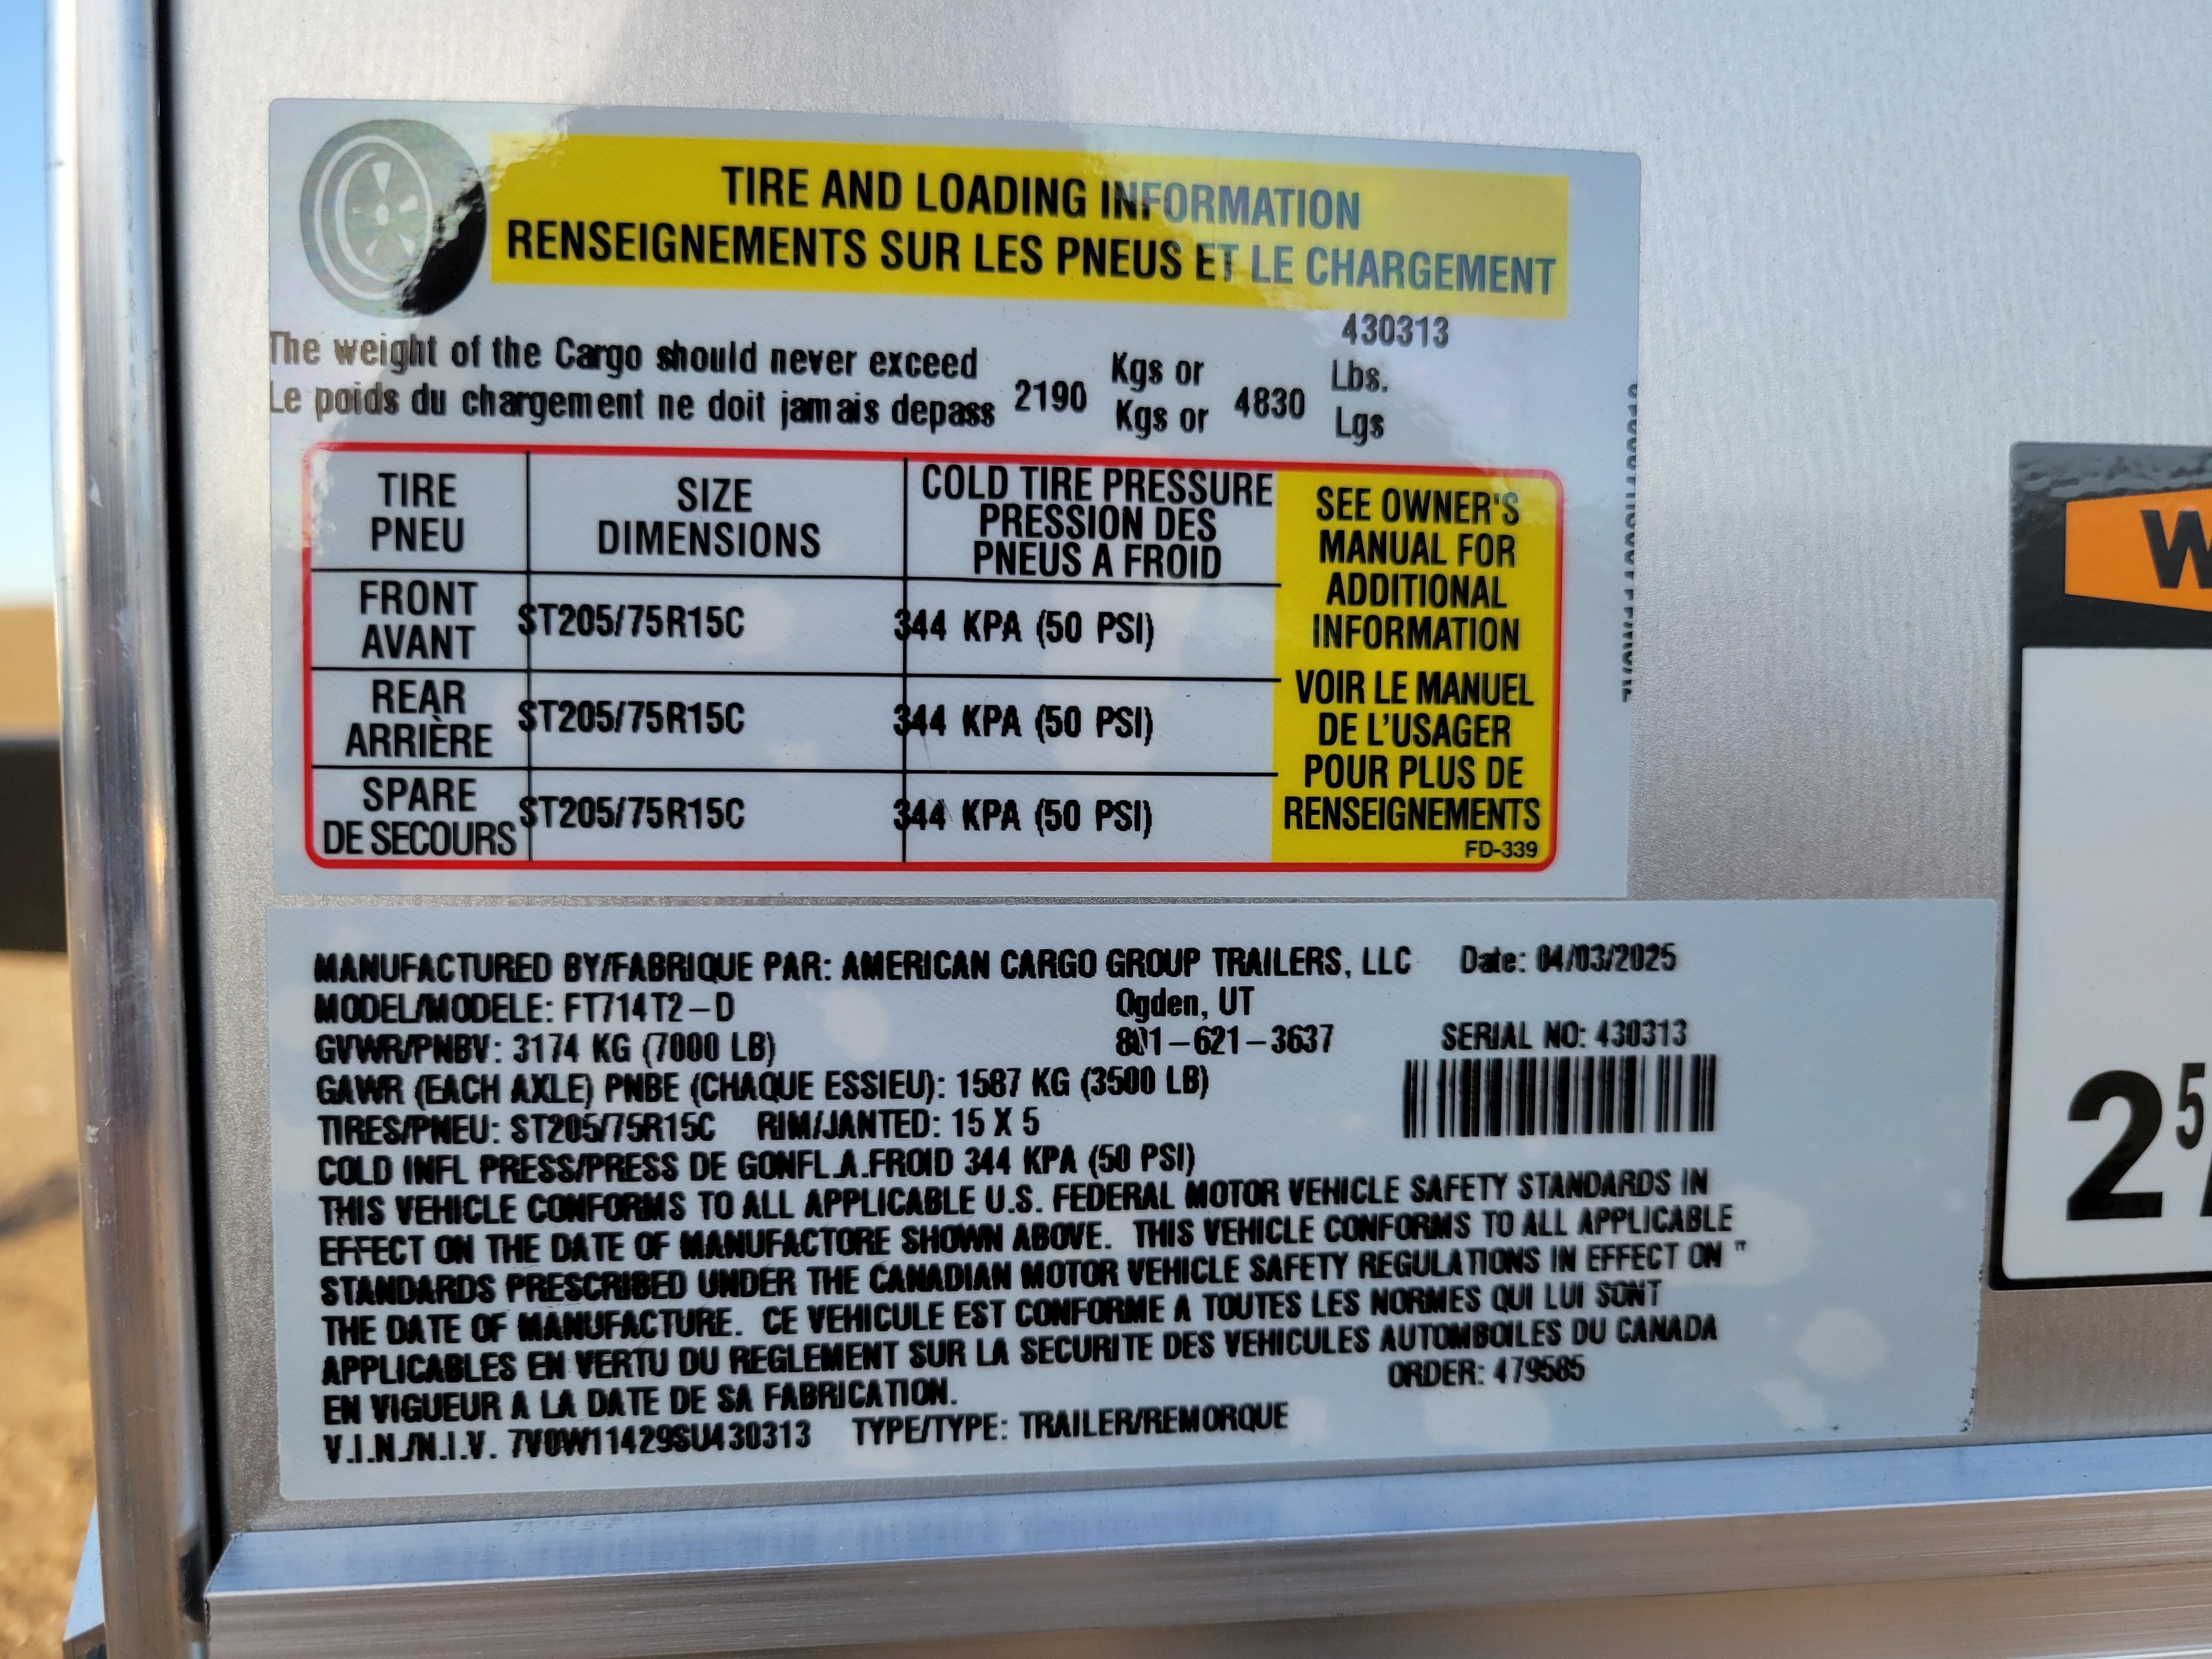 TIRE AND LOADING INFORMATION
RENSEIGNEMENTS SUR LES PNEUS ET LE CHARGEMENT
430313
The weight of the Cargo should never exceed
Le poids du chargement ne doit jamais depass
2190
Kgs or
Kgs or
4830
Lbs.
Lgs
TIRE
PNEU
SIZE
DIMENSIONS
COLD TIRE PRESSURE
PRESSION DES
PNEUS A FROID
FRONT
AVANT
ST205/75R15C
344 KPA (50 PSI)
REAR
ARRIÈRE
ST205/75R15C
344 KPA (50 PSI)
SPARE
DE SECOURS
ST205/75R15C
344 KPA (50 PSI)
SEE OWNER'S
MANUAL FOR
ADDITIONAL
INFORMATION
VOIR LE MANUEL
DE L'USAGER
POUR PLUS DE
RENSEIGNEMENTS
FD-339
MANUFACTURED BY/FABRIQUE PAR: AMERICAN CARGO GROUP TRAILERS, LLC Date: 04/03/2025
MODEL/MODELE: FT714T2-D Ogden, UT
GVWR/PNBV: 3174 KG (7000 LB) 801-621-3637 SERIAL NO: 430313
GAWR (EACH AXLE) PNBE (CHAQUE ESSIEU): 1587 KG (3500 LB)
TIRES/PNEU: ST205/75R15C RIM/JANTED: 15 X 5
COLD INFL PRESS/PRESS DE GONFL.A.FROID 344 KPA (50 PSI)
THIS VEHICLE CONFORMS TO ALL APPLICABLE U.S. FEDERAL MOTOR VEHICLE SAFETY STANDARDS IN
EFFECT ON THE DATE OF MANUFACTORE SHOWN ABOVE. THIS VEHICLE CONFORMS TO ALL APPLICABLE
STANDARDS PRESCRIBED UNDER THE CANADIAN MOTOR VEHICLE SAFETY REGULATIONS IN EFFECT ON "
THE DATE OF MANUFACTURE. CE VEHICULE EST CONFORME A TOUTES LES NORMES QUI LUI SONT
APPLICABLES EN VERTU DU REGLEMENT SUR LA SECURITE DES VEHICULES AUTOMBOILES DU CANADA
EN VIGUEUR A LA DATE DE SA FABRICATION. ORDER: 479585
V.I.N./N.I.V. 7V0W11429SU430313 TYPE/TYPE: TRAILER/REMORQUE
W
2 5/